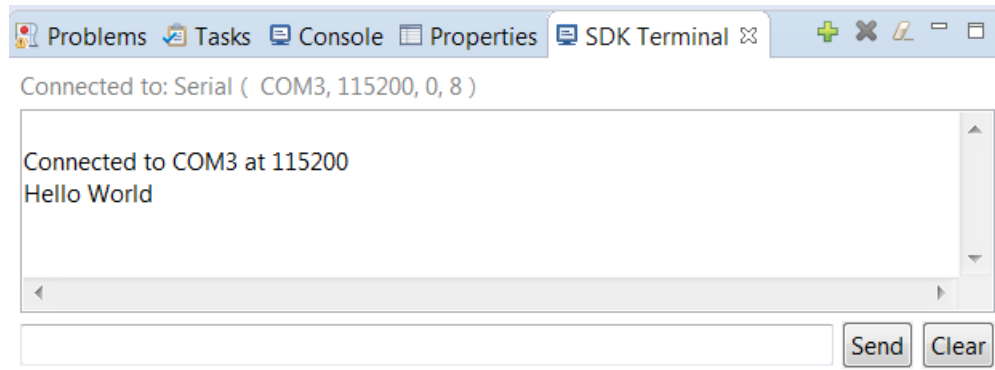 Problems Tasks Console Properties SDK Terminal
Connected to: Serial ( COM3, 115200, 0, 8 )
Connected to COM3 at 115200
Hello World
Send Clear